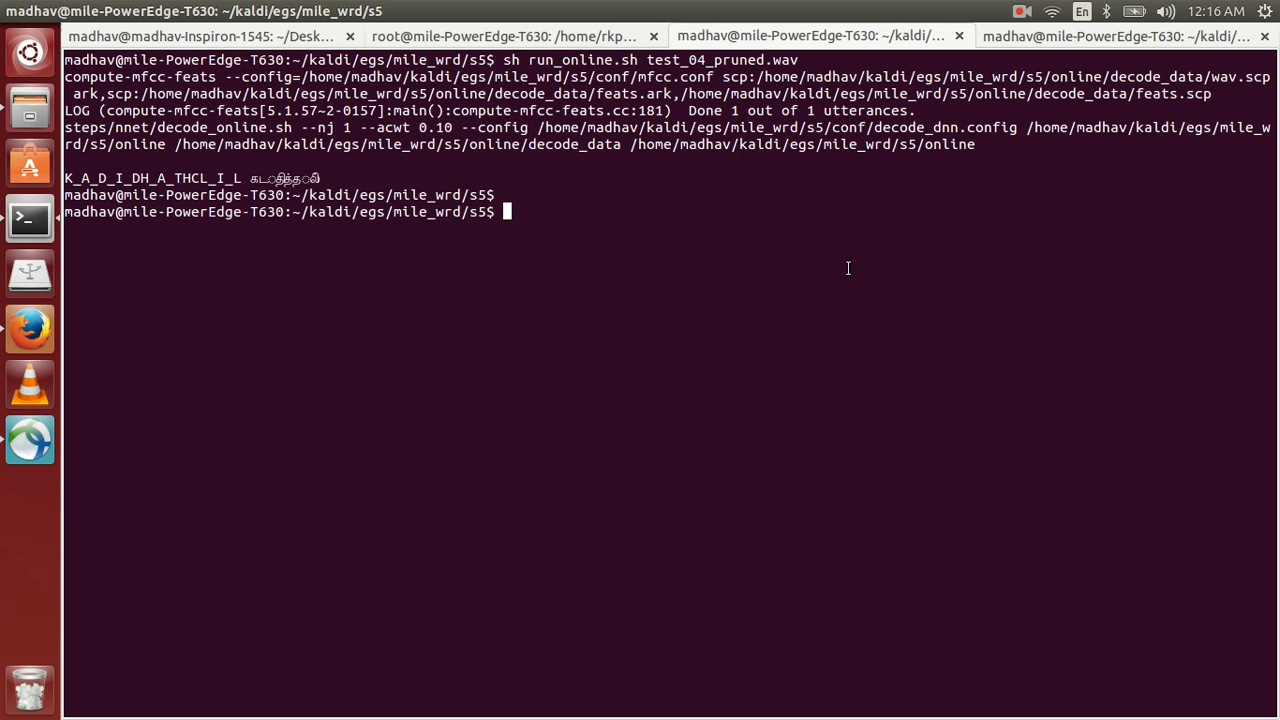 madhav@mile-PowerEdge-T630: ~/kaldi/egs/mile_wrd/s5
En
12:16 AM
madhav@madhav-Inspiron-1545: ~/Desk...
root@mile-PowerEdge-T630: /home/rkp...
madhav@mile-PowerEdge-T630: ~/kaldi/...
madhav@mile-PowerEdge-T630: ~/kaldi/...
madhav@mile-PowerEdge-T630:~/kaldi/egs/mile_wrd/s5$ sh run_online.sh test_04_pruned.wav
compute-mfcc-feats --config=/home/madhav/kaldi/egs/mile_wrd/s5/conf/mfcc.conf scp:/home/madhav/kaldi/egs/mile_wrd/s5/online/decode_data/wav.scp
ark,scp:/home/madhav/kaldi/egs/mile_wrd/s5/online/decode_data/feats.ark,/home/madhav/kaldi/egs/mile_wrd/s5/online/decode_data/feats.scp
LOG (compute-mfcc-feats[5.1.57~2-0157]:main():compute-mfcc-feats.cc:181) Done 1 out of 1 utterances.
steps/nnet/decode_online.sh --nj 1 --acwt 0.10 --config /home/madhav/kaldi/egs/mile_wrd/s5/conf/decode_dnn.config /home/madhav/kaldi/egs/mile_w
rd/s5/online /home/madhav/kaldi/egs/mile_wrd/s5/online/decode_data /home/madhav/kaldi/egs/mile_wrd/s5/online
K_A_D_I_DH_A_THCL_I_L
madhav@mile-PowerEdge-T630:~/kaldi/egs/mile_wrd/s5$
madhav@mile-PowerEdge-T630:~/kaldi/egs/mile_wrd/s5$